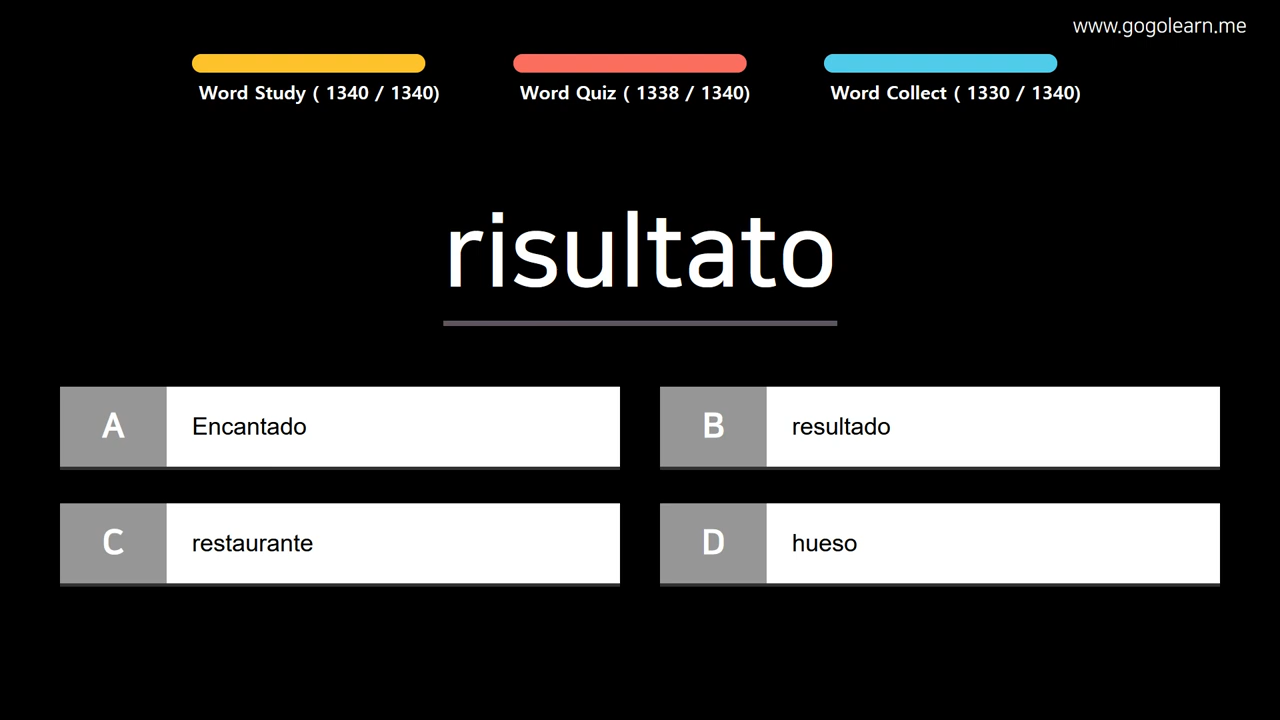 www.gogolearn.me
Word Study ( 1340 / 1340)
Word Quiz ( 1338 / 1340)
Word Collect ( 1330 / 1340)
risultato
A
Encantado
B
resultado
C
restaurante
D
hueso